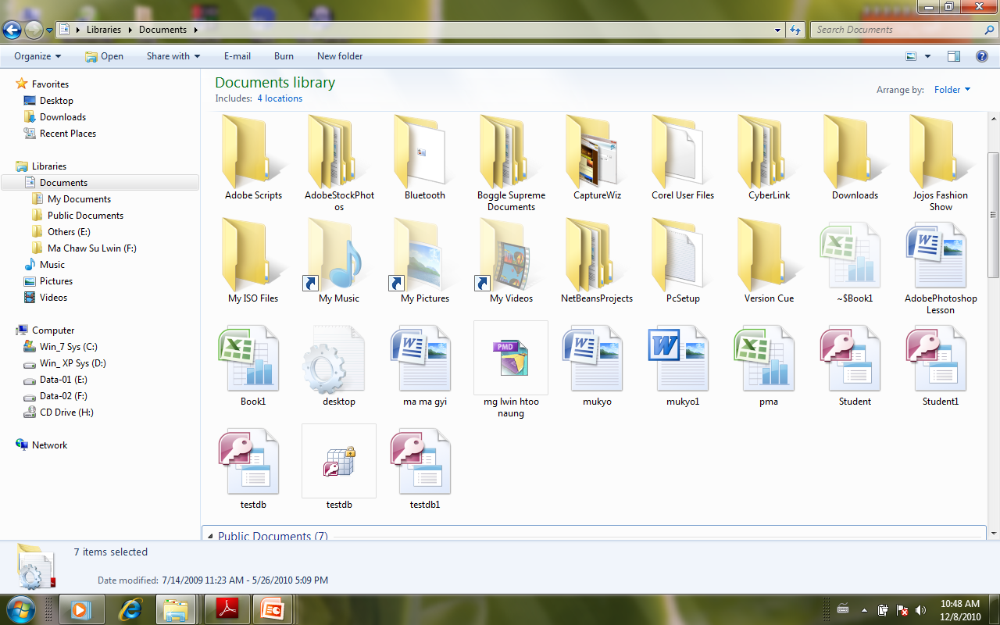 Libraries Documents
Search Documents
Organize Open Share with E-mail Burn New folder
Favorites
Desktop
Downloads
Recent Places
Libraries
Documents
My Documents
Public Documents
Others (E:)
Ma Chaw Su Lwin (F:)
Music
Pictures
Videos
Computer
Win_7 Sys (C:)
Win_ XP Sys (D:)
Data-01 (E:)
Data-02 (F:)
CD Drive (H:)
Network
Documents library
Includes: 4 locations
Arrange by: Folder
Adobe Scripts
AdobeStockPhot
os
Bluetooth
Boggle Supreme
Documents
CaptureWiz
Corel User Files
CyberLink
Downloads
Jojos Fashion
Show
My ISO Files
My Music
My Pictures
My Videos
NetBeansProjects
PcSetup
Version Cue
~$Book1
AdobePhotoshop
Lesson
Book1
desktop
ma ma gyi
PMD
mg lwin htoo
naung
mukyo
mukyo1
pma
Student
Student1
testdb
testdb
testdb1
Public Documents (7)
7 items selected
Date modified: 7/14/2009 11:23 AM - 5/26/2010 5:09 PM
10:48 AM
12/8/2010